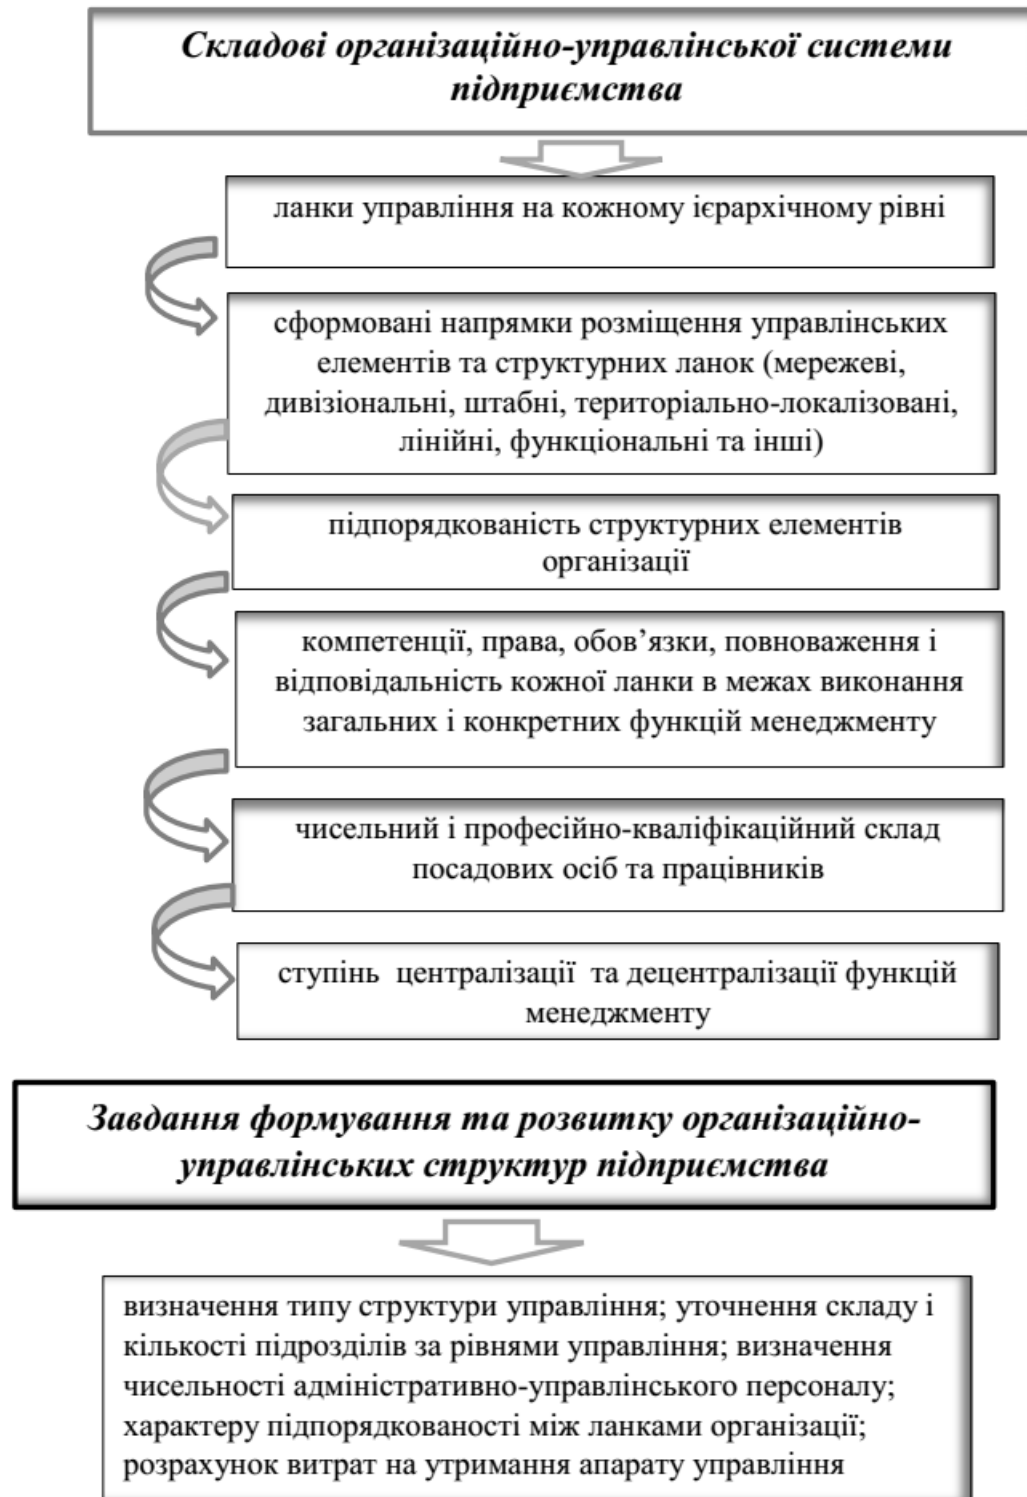 Складові організаційно-управлінської системи
підприємства
ланки управління на кожному ієрархічному рівні
сформовані напрямки розміщення управлінських
елементів та структурних ланок (мережеві,
дивізіональні, штабні, територіально-локалізовані,
лінійні, функціональні та інші)
підпорядкованість структурних елементів
організації
компетенції, права, обов’язки, повноваження і
відповідальність кожної ланки в межах виконання
загальних і конкретних функцій менеджменту
чисельний і професійно-кваліфікаційний склад
посадових осіб та працівників
ступінь централізації та децентралізації функцій
менеджменту
Завдання формування та розвитку організаційно-
управлінських структур підприємства
визначення типу структури управління; уточнення складу і
кількості підрозділів за рівнями управління; визначення
чисельності адміністративно-управлінського персоналу;
характеру підпорядкованості між ланками організації;
розрахунок витрат на утримання апарату управління